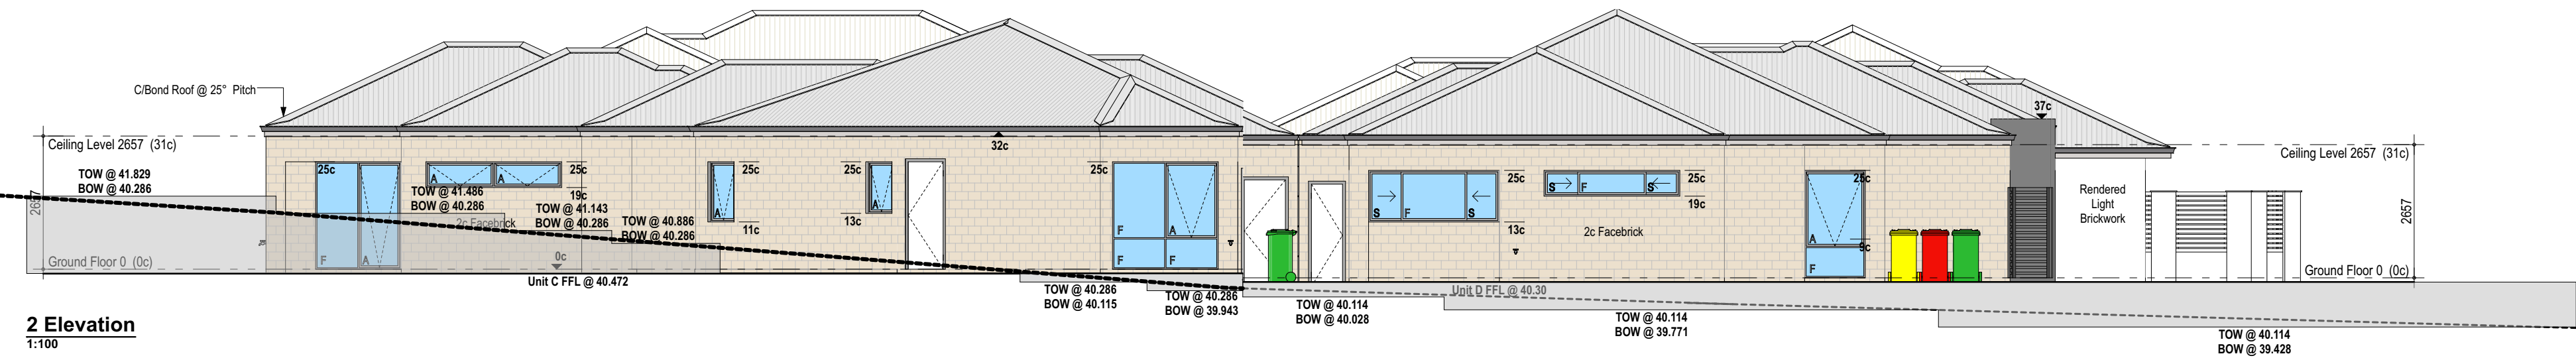 37c
C/Bond Roof @ 25° Pitch
Ceiling Level 2657 (31c)
32c
Ceiling Level 2657 (31c)
TOW @ 41.829
BOW @ 40.286
2657
25c
F
A
A
A
25c
19c
TOW @ 41.486
BOW @ 40.286
2c Facebrick
TOW @ 41.143
BOW @ 40.286
TOW @ 40.886
BOW @ 40.286
A
25c
11c
25c
13c
A
25c
F
A
F
F
S
F
S
25c
13c
S
F
S
25c
19c
2c Facebrick
25c
A
9c
F
Rendered
Light
Brickwork
2657
Ground Floor 0 (0c)
0c
Unit C FFL @ 40.472
Ground Floor 0 (0c)
TOW @ 40.286
BOW @ 40.115
TOW @ 40.286
BOW @ 39.943
TOW @ 40.114
BOW @ 40.028
Unit D FFL @ 40.30
TOW @ 40.114
BOW @ 39.771
TOW @ 40.114
BOW @ 39.428
2 Elevation
1:100